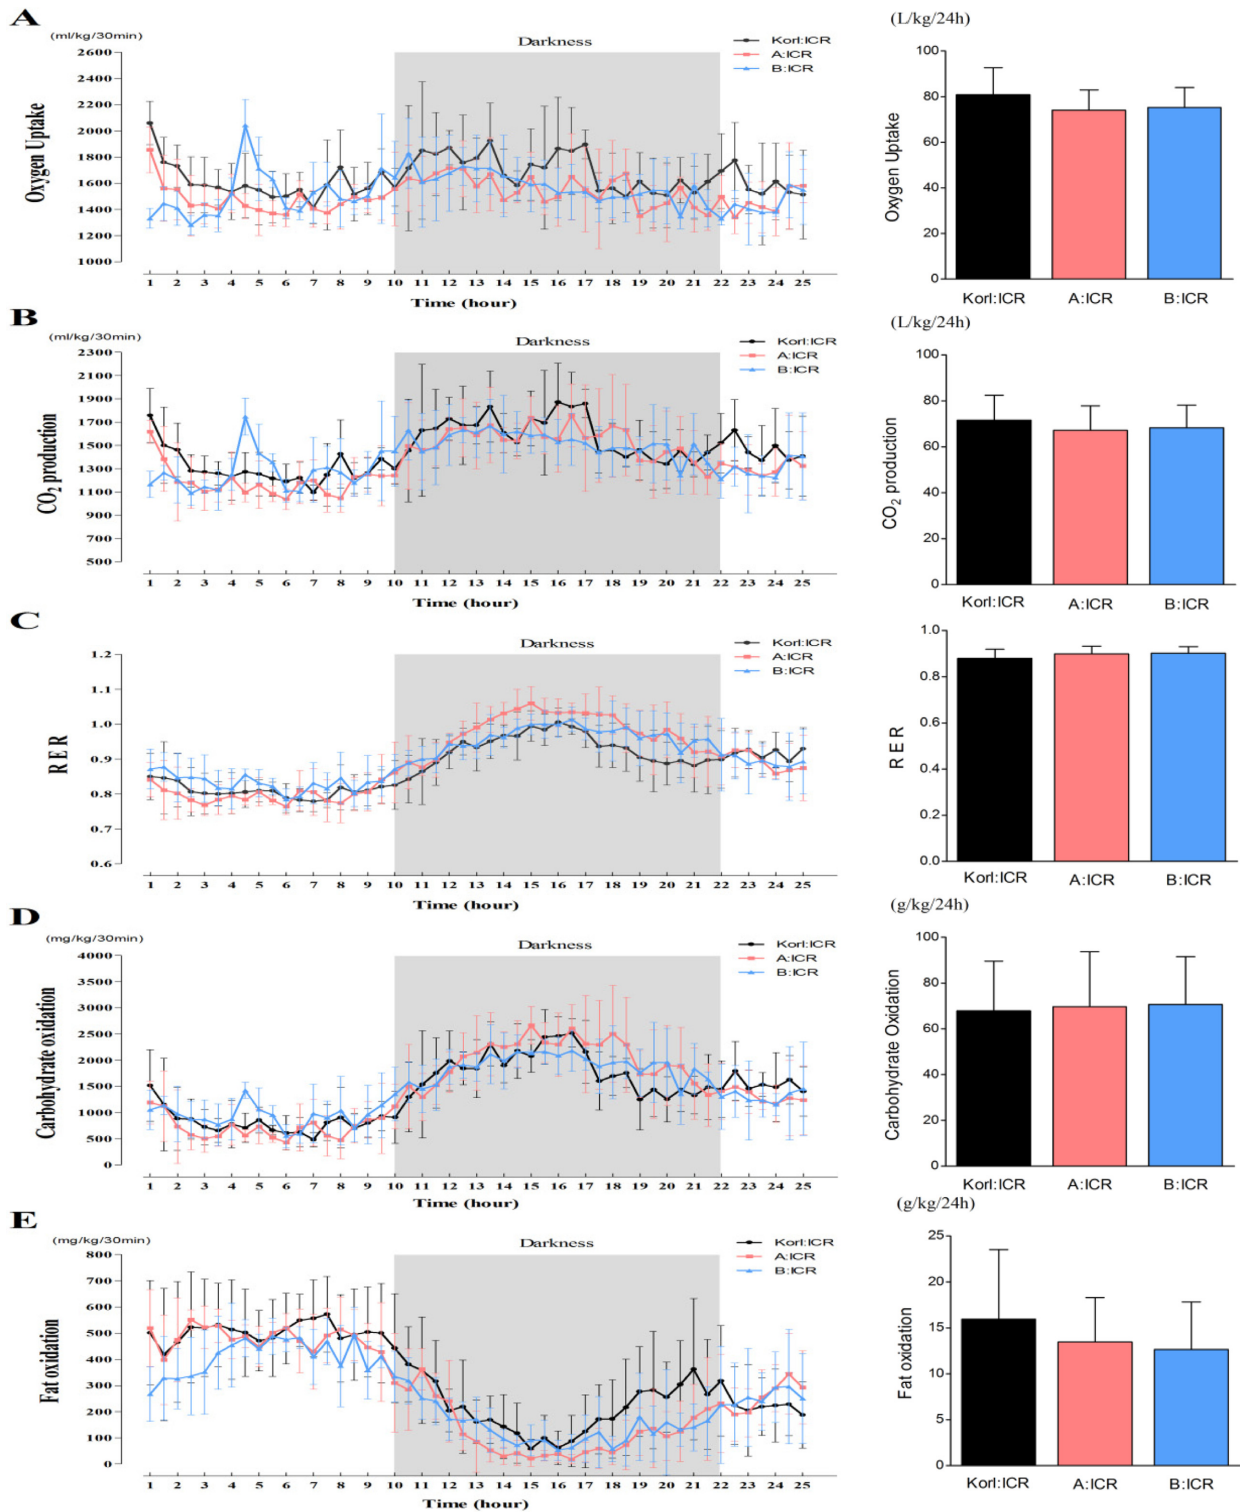 A
(ml/kg/30min)
Darkness
Korl:ICR
A:ICR
B:ICR
Oxygen Uptake
2600
2400
2200
2000
1800
1600
1400
1200
1000
1 2 3 4 5 6 7 8 9 10 11 12 13 14 15 16 17 18 19 20 21 22 23 24 25
Time (hour)
(L/kg/24h)
Oxygen Uptake
100
80
60
40
20
0
Korl:ICR A:ICR B:ICR
B
(ml/kg/30min)
Darkness
Korl:ICR
A:ICR
B:ICR
CO₂ production
2300
2100
1900
1700
1500
1300
1100
900
700
500
1 2 3 4 5 6 7 8 9 10 11 12 13 14 15 16 17 18 19 20 21 22 23 24 25
Time (hour)
(L/kg/24h)
CO₂ production
100
80
60
40
20
0
Korl:ICR A:ICR B:ICR
C
Darkness
Korl:ICR
A:ICR
B:ICR
R E R
1.2
1.1
1.0
0.9
0.8
0.7
0.6
1 2 3 4 5 6 7 8 9 10 11 12 13 14 15 16 17 18 19 20 21 22 23 24 25
Time (hour)
R E R
1.0
0.8
0.6
0.4
0.2
0.0
Korl:ICR A:ICR B:ICR
D
(mg/kg/30min)
Darkness
Korl:ICR
A:ICR
B:ICR
Carbohydrate oxidation
4000
3500
3000
2500
2000
1500
1000
500
0
1 2 3 4 5 6 7 8 9 10 11 12 13 14 15 16 17 18 19 20 21 22 23 24 25
Time (hour)
(g/kg/24h)
Carbohydrate Oxidation
100
80
60
40
20
0
Korl:ICR A:ICR B:ICR
E
(mg/kg/30min)
Darkness
Korl:ICR
A:ICR
B:ICR
Fat oxidation
800
700
600
500
400
300
200
100
0
1 2 3 4 5 6 7 8 9 10 11 12 13 14 15 16 17 18 19 20 21 22 23 24 25
Time (hour)
(g/kg/24h)
Fat oxidation
25
20
15
10
5
0
Korl:ICR A:ICR B:ICR